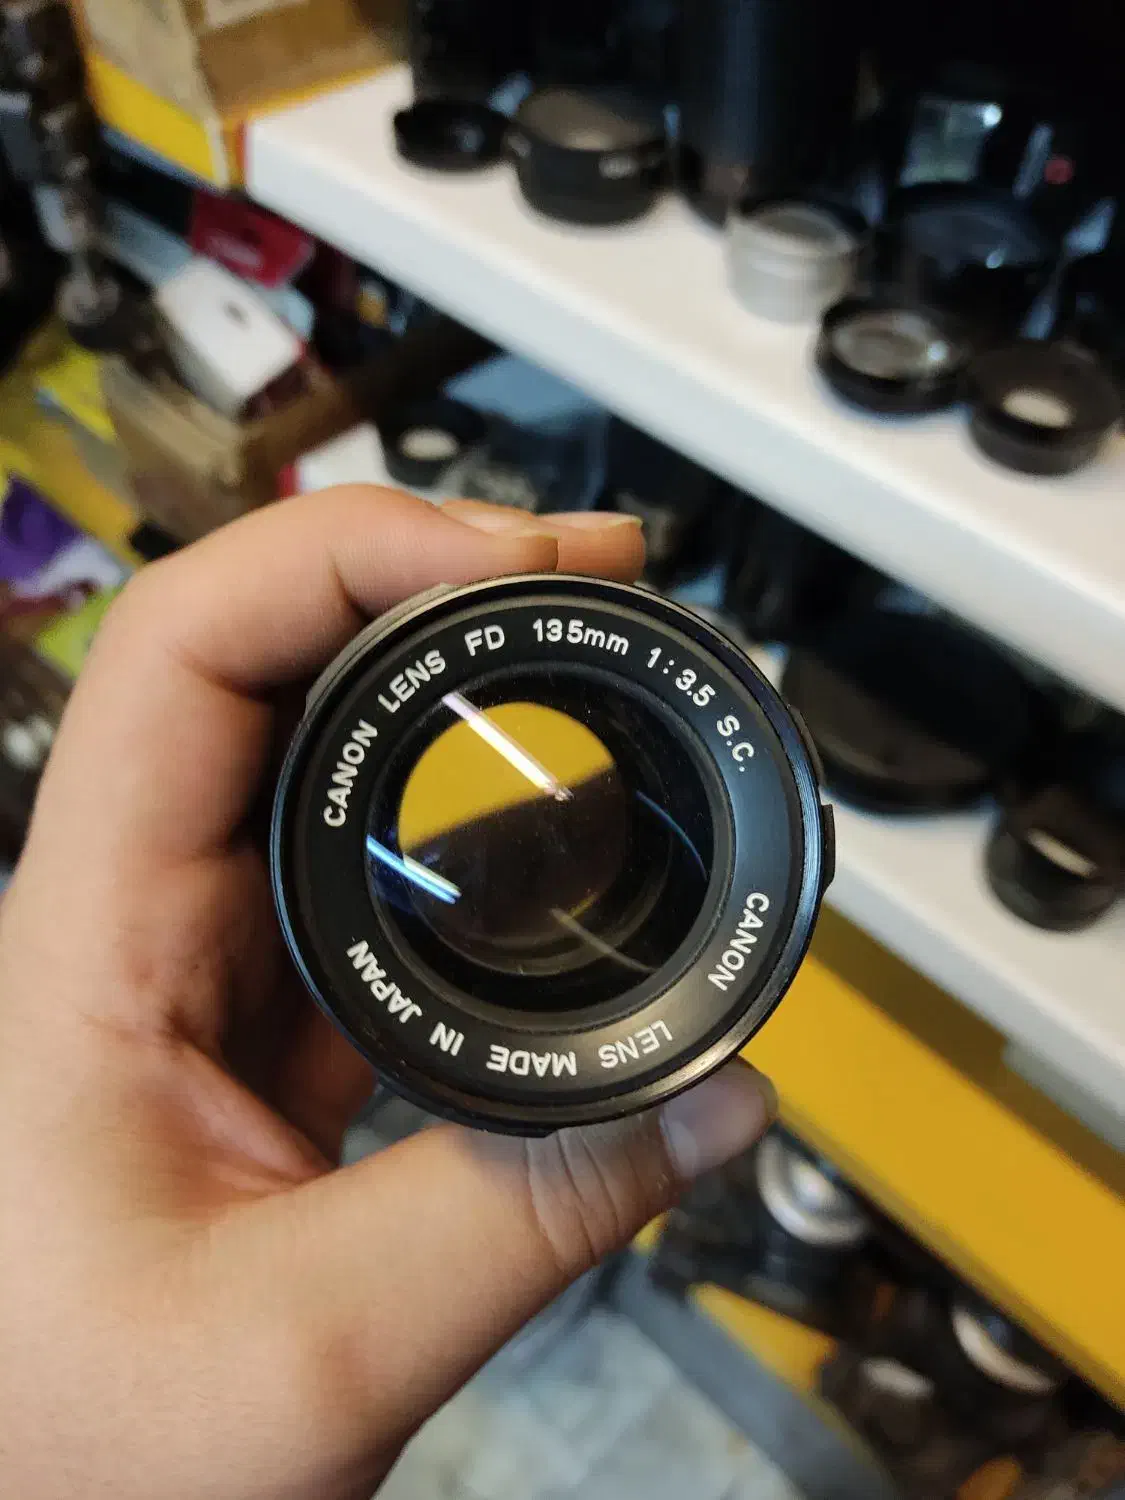 CANON LENS FD 135mm 1:3.5 S.C.
CANON LENS MADE IN JAPAN